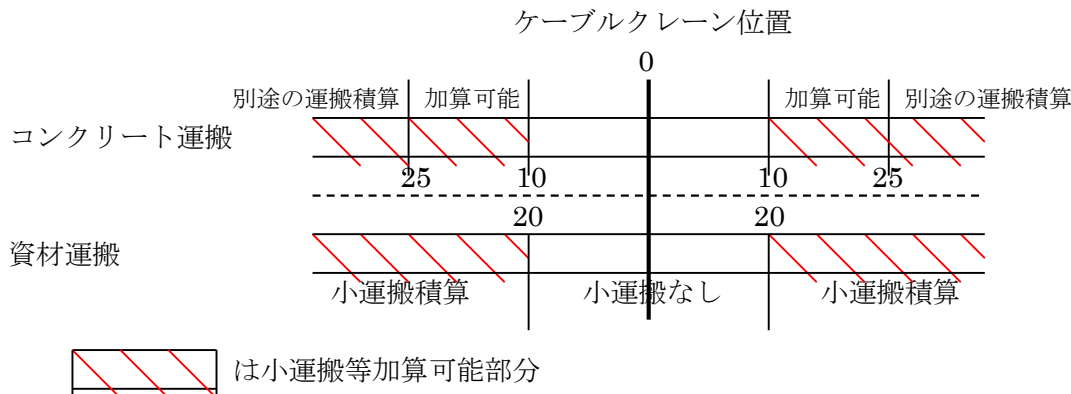 ケーブルクレーン位置
0
別途の運搬積算 加算可能 加算可能 別途の運搬積算
コンクリート運搬
25 10 10 25
20 20
資材運搬
小運搬積算 小運搬なし 小運搬積算
は小運搬等加算可能部分